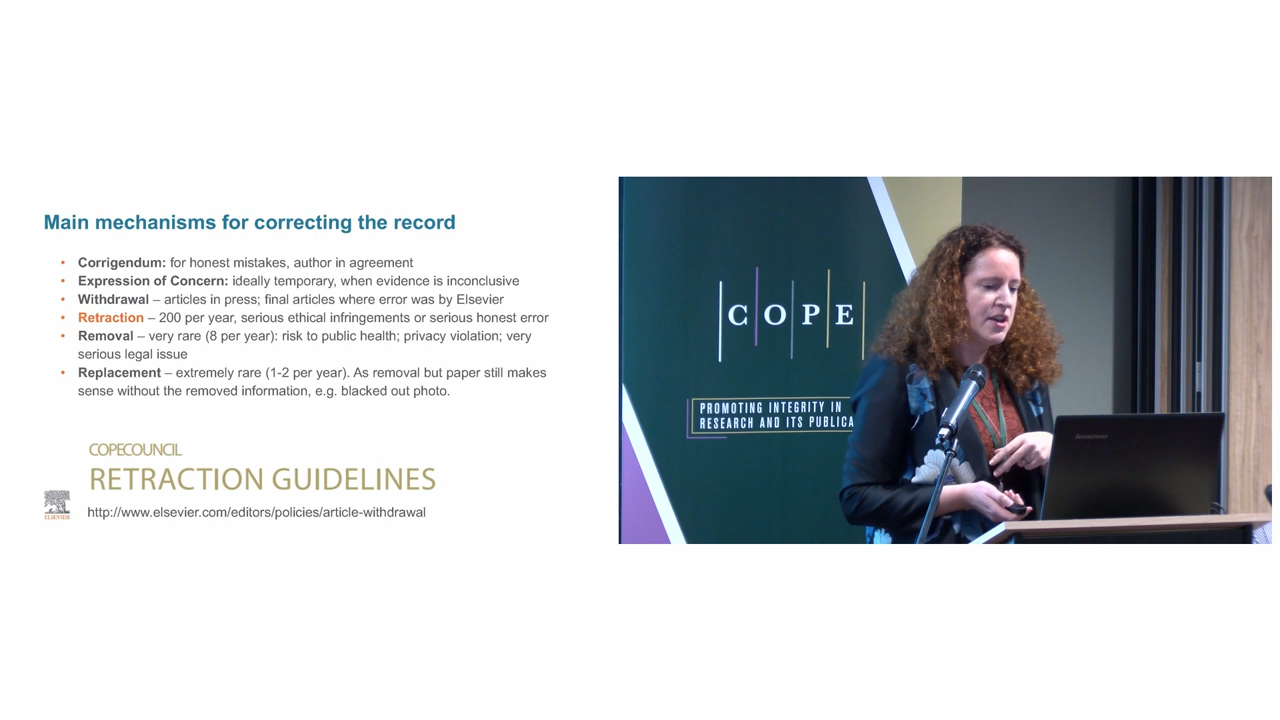 Main mechanisms for correcting the record
• Corrigendum: for honest mistakes, author in agreement
• Expression of Concern: ideally temporary, when evidence is inconclusive
• Withdrawal – articles in press; final articles where error was by Elsevier
• Retraction – 200 per year, serious ethical infringements or serious honest error
• Removal – very rare (8 per year): risk to public health; privacy violation; very
serious legal issue
• Replacement – extremely rare (1-2 per year). As removal but paper still makes
sense without the removed information, e.g. blacked out photo.
COPECOUNCIL
RETRACTION GUIDELINES
ELSEVIER
http://www.elsevier.com/editors/policies/article-withdrawal
COPE
PROMOTING INTEGRITY IN
RESEARCH AND ITS PUBLICA
lenovo